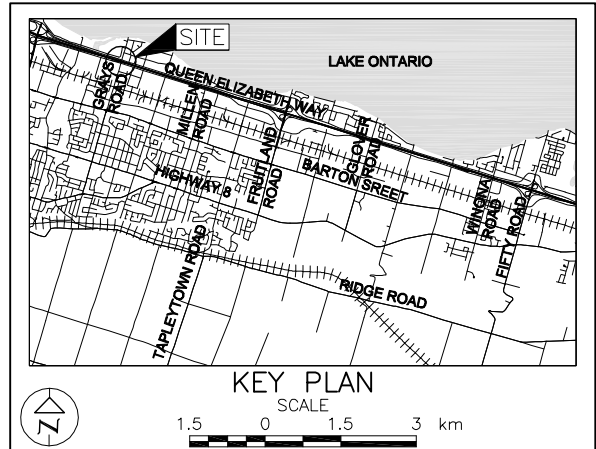 SITE
LAKE ONTARIO
QUEEN ELIZABETH WAY
GRAYS
ROAD
MILLEN
ROAD
FRUITLAND
ROAD
GLOVER
ROAD
BARTON SREET
HIGHWAY 8
WINONA
ROAD
FIFTY ROAD
TAPLEYTOWN ROAD
RIDGE ROAD
KEY PLAN
SCALE
1.5 0 1.5 3 km
N